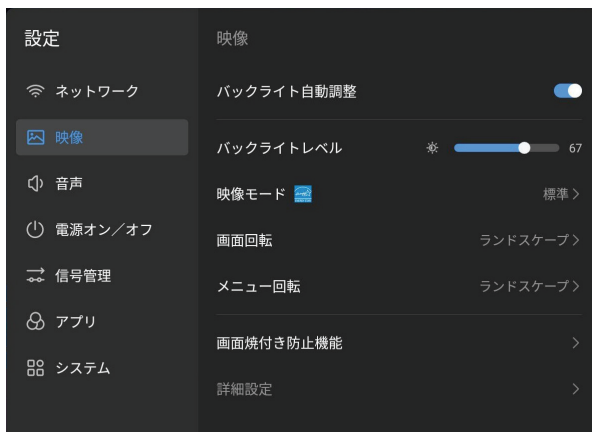 設定
ネットワーク
映像
音声
電源オン／オフ
信号管理
アプリ
システム
映像
バックライト自動調整
バックライトレベル 67
映像モード 標準
画面回転 ランドスケープ
メニュー回転 ランドスケープ
画面焼付き防止機能
詳細設定